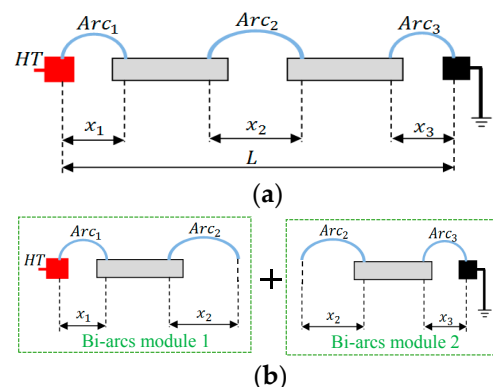 Arc₁ Arc₂ Arc₃
HT
x₁ x₂ x₃
L
(a)
Arc₁ Arc₂ Arc₂ Arc₃
HT
+
x₁ x₂ x₂ x₃
Bi-arcs module 1 Bi-arcs module 2
(b)